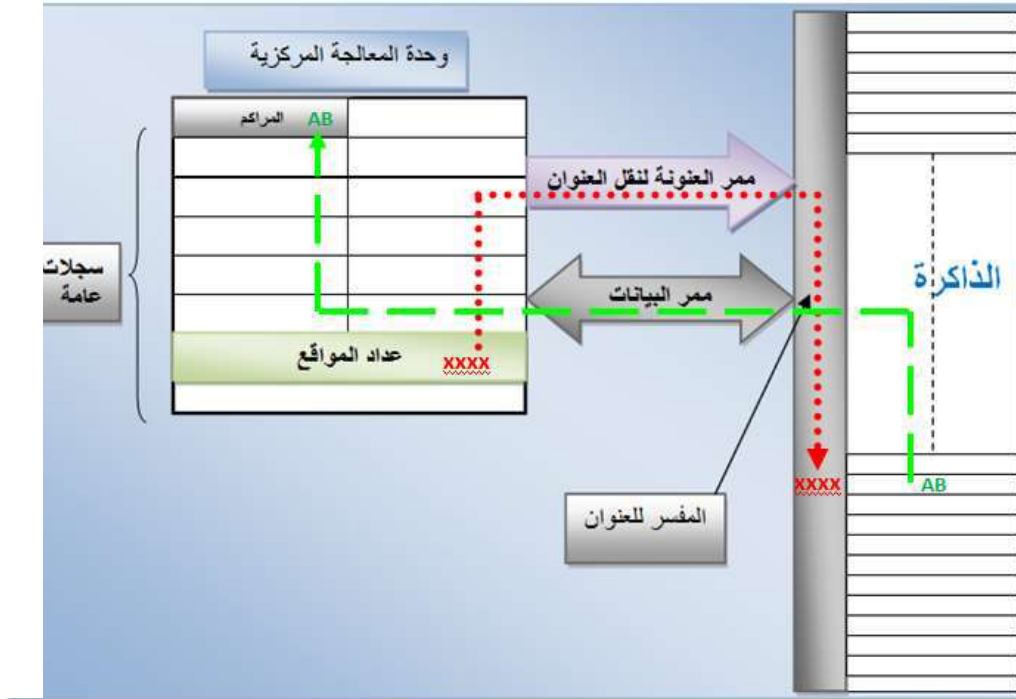 وحدة المعالجة المركزية
المراكم AB
ممر العنونة لنقل العنوان
سجلات
عامة
الذاكرة
ممر البيانات
عداد المواقع xxxx
xxxx
AB
المفسر للعنوان